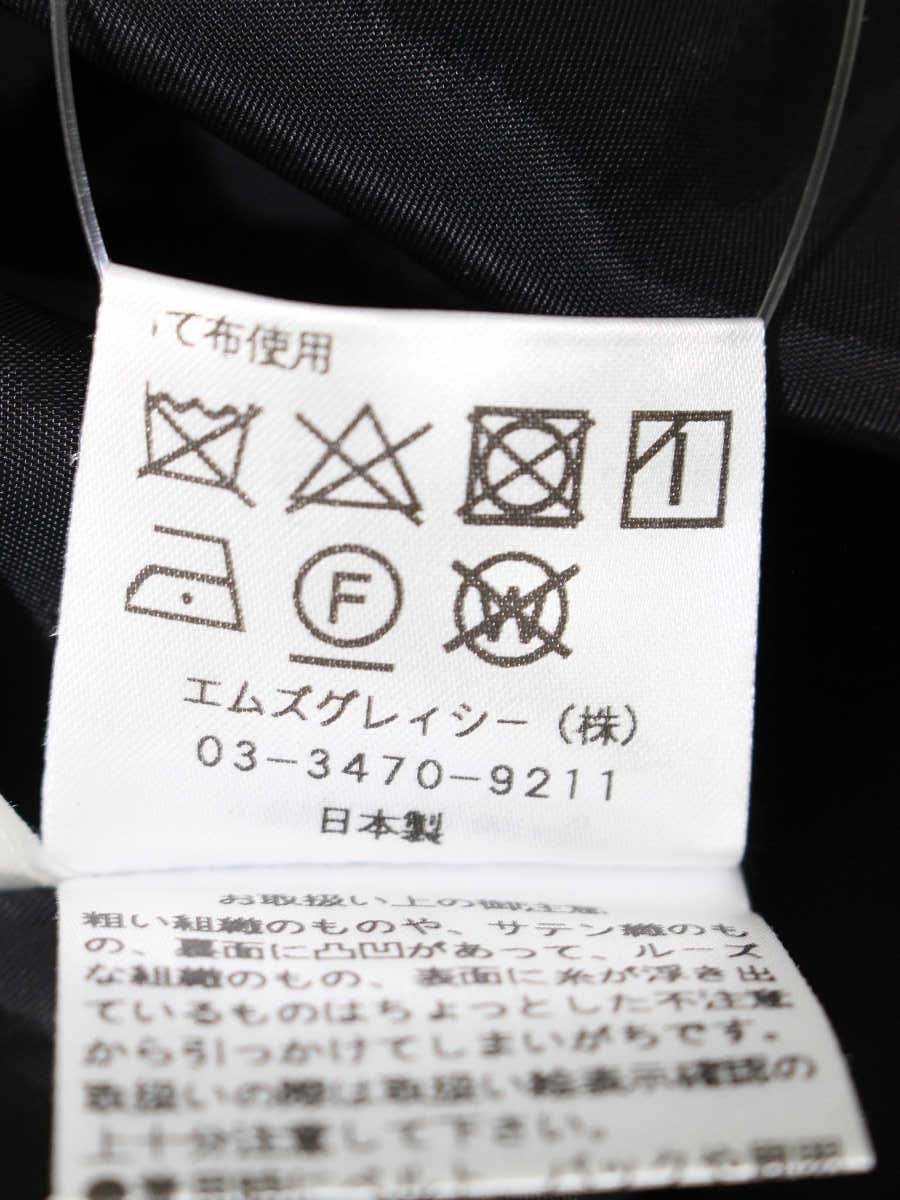 て布使用
F
W
エムズグレイシー(株)
03-3470-9211
日本製
お取扱い上の御注意
粗い組織のものや、サテン織のも
の、裏面に凸凹があって、ルーズ
な組織のもの、表面に糸が浮き出
ているものはちょっとした不注意
から引っかけてしまいがちです。
取扱いの際は取扱い絵表示確認の
上十分注意して下さい。